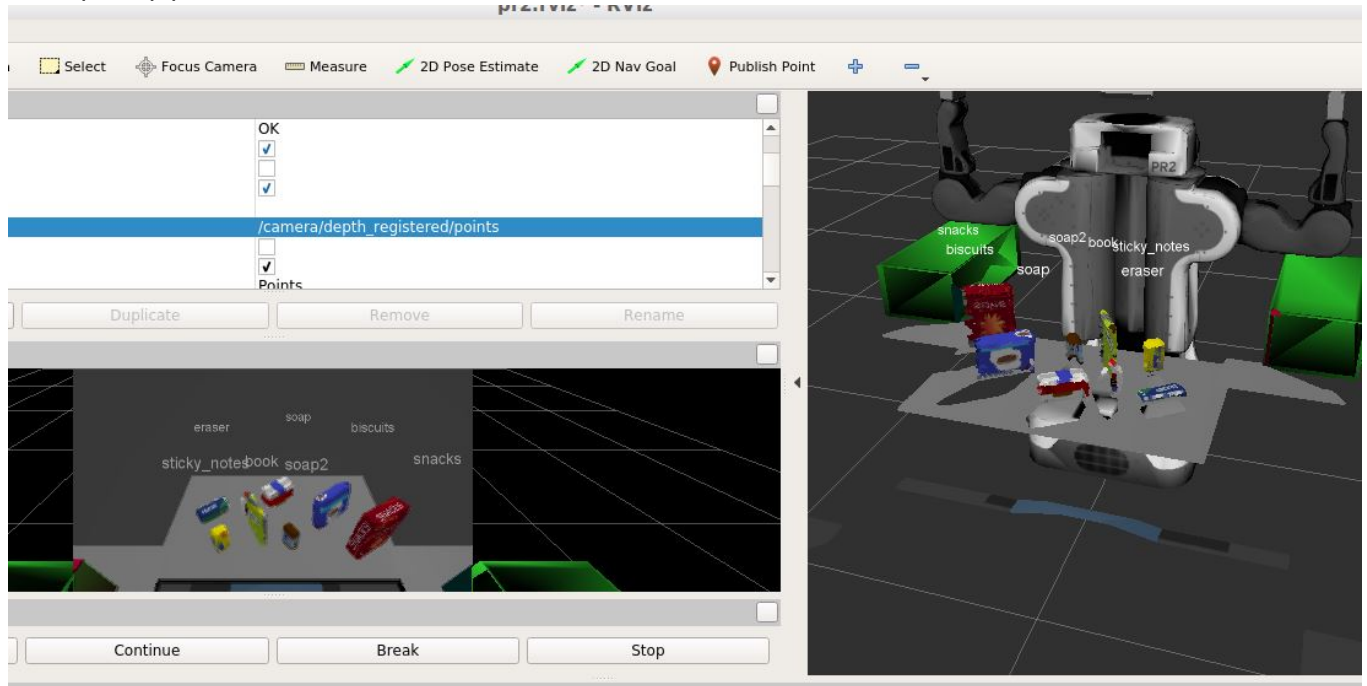 pr2.rviz* - RViz
Select
Focus Camera
Measure
2D Pose Estimate
2D Nav Goal
Publish Point
OK
/camera/depth_registered/points
Points
Duplicate
Remove
Rename
eraser
soap
biscuits
sticky_notes
book
soap2
snacks
SNACKS
Continue
Break
Stop
PR2
snacks
biscuits
soap2
book
sticky_notes
soap
eraser